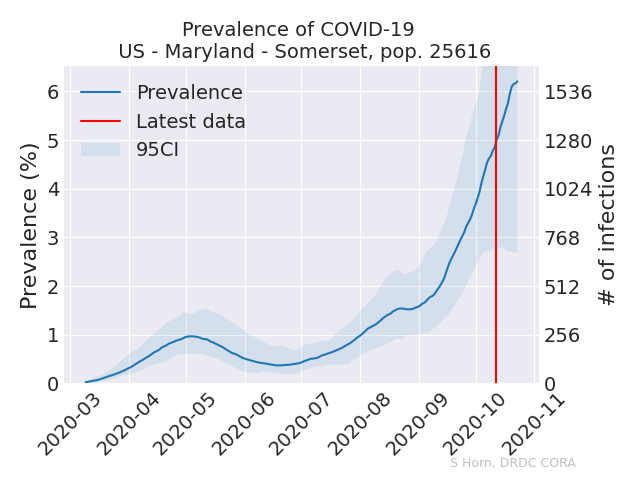 Prevalence of COVID-19
US - Maryland - Somerset, pop. 25616
Prevalence
Latest data
95CI
Prevalence (%)
6
5
4
3
2
1
0
1536
1280
1024
768
512
256
0
# of infections
2020-03
2020-04
2020-05
2020-06
2020-07
2020-08
2020-09
2020-10
2020-11
S Horn, DRDC CORA